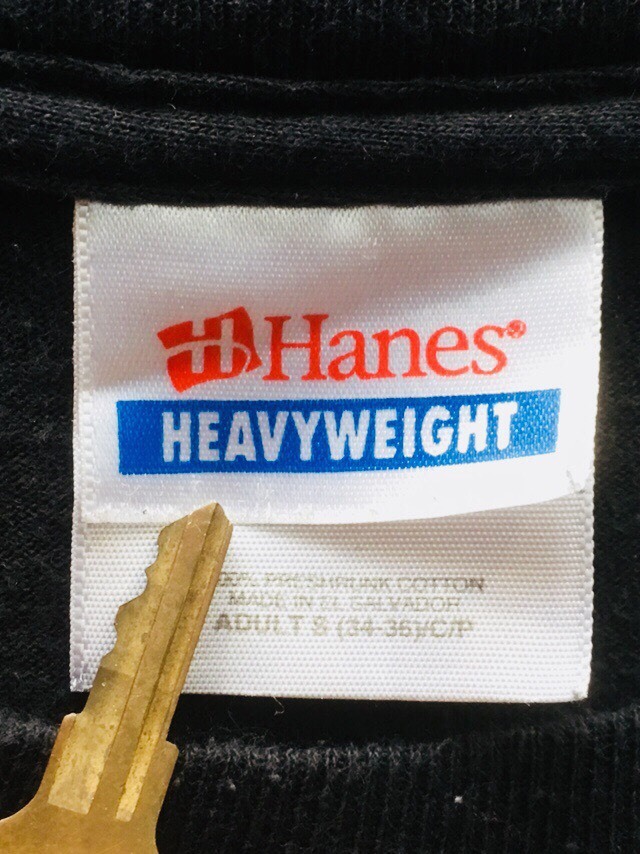 Hanes®
HEAVYWEIGHT
PRESHRUNK COTTON
MADE IN EL SALVADOR
ADULT S (34-36)/C/P